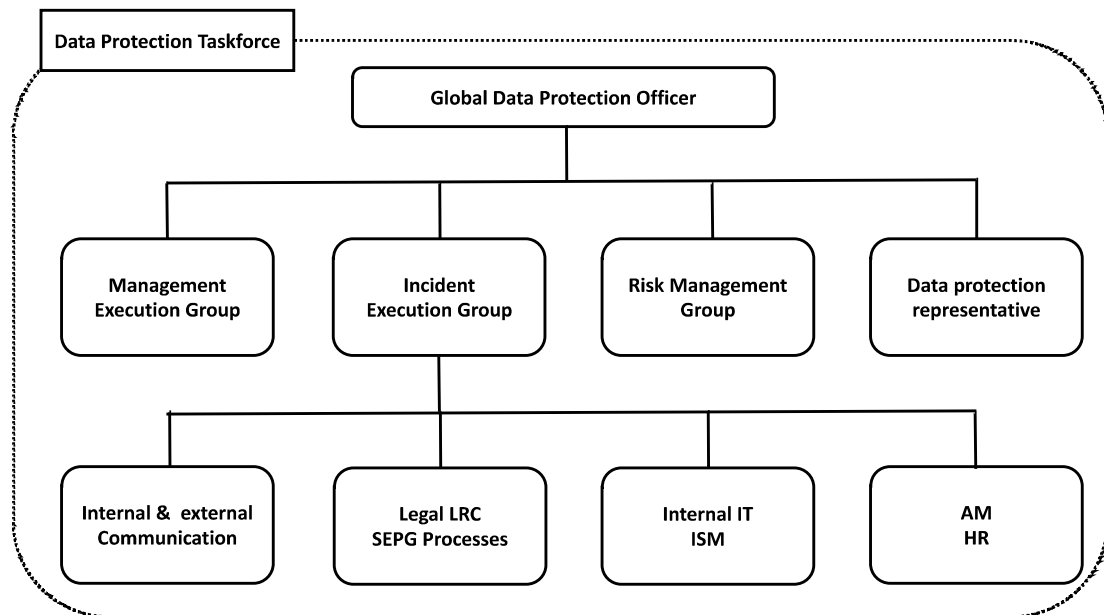 Data Protection Taskforce
Global Data Protection Officer
Management
Execution Group
Incident
Execution Group
Risk Management
Group
Data protection
representative
Internal & external
Communication
Legal LRC
SEPG Processes
Internal IT
ISM
AM
HR